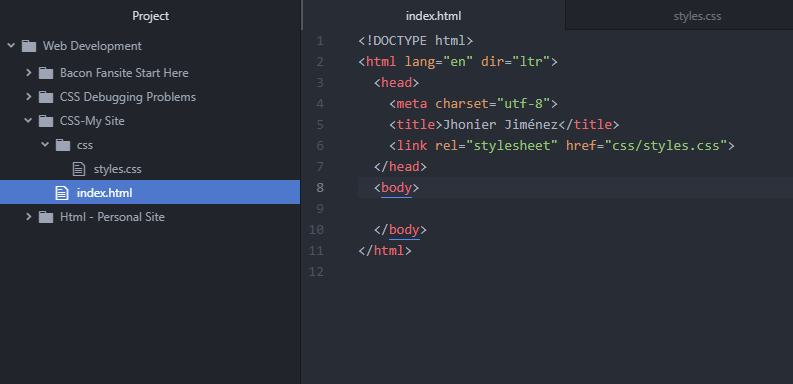 Project
Web Development
Bacon Fansite Start Here
CSS Debugging Problems
CSS-My Site
css
styles.css
index.html
Html - Personal Site
index.html
styles.css
1 <!DOCTYPE html>
2 <html lang="en" dir="ltr">
3 <head>
4 <meta charset="utf-8">
5 <title>Jhonier Jiménez</title>
6 <link rel="stylesheet" href="css/styles.css">
7 </head>
8 <body>
9
10 </body>
11 </html>
12